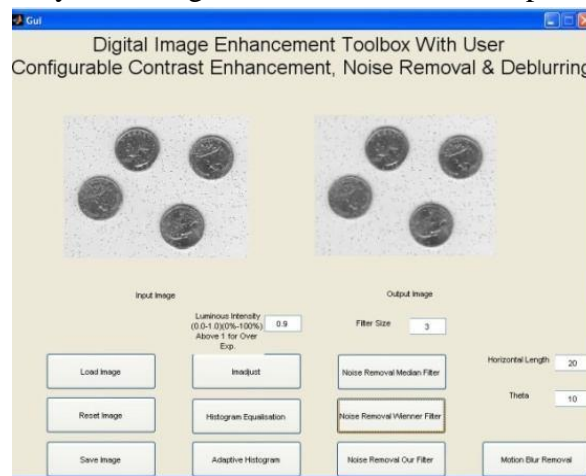 Gui
Digital Image Enhancement Toolbox With User
Configurable Contrast Enhancement, Noise Removal & Deblurring
Input Image
Output Image
Luminous Intensity
(0.0-1.0)(0%-100%)
Above 1 for Over
Exp.
0.9
Filter Size
3
Horizontal Length
20
Theta
10
Load Image
Imadjust
Noise Removal Median Filter
Reset Image
Histogram Equalisation
Noise Removal Wienner Filter
Save Image
Adaptive Histogram
Noise Removal Our Filter
Motion Blur Removal